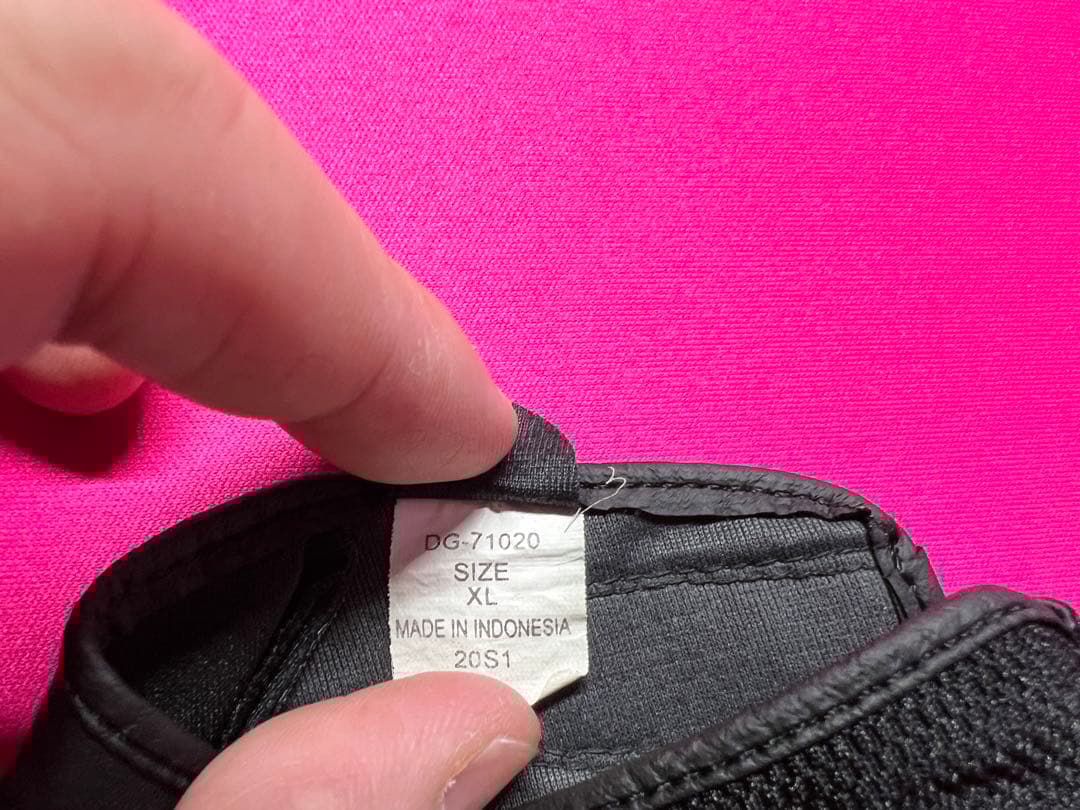 DG-71020
SIZE
XL
MADE IN INDONESIA
20S1